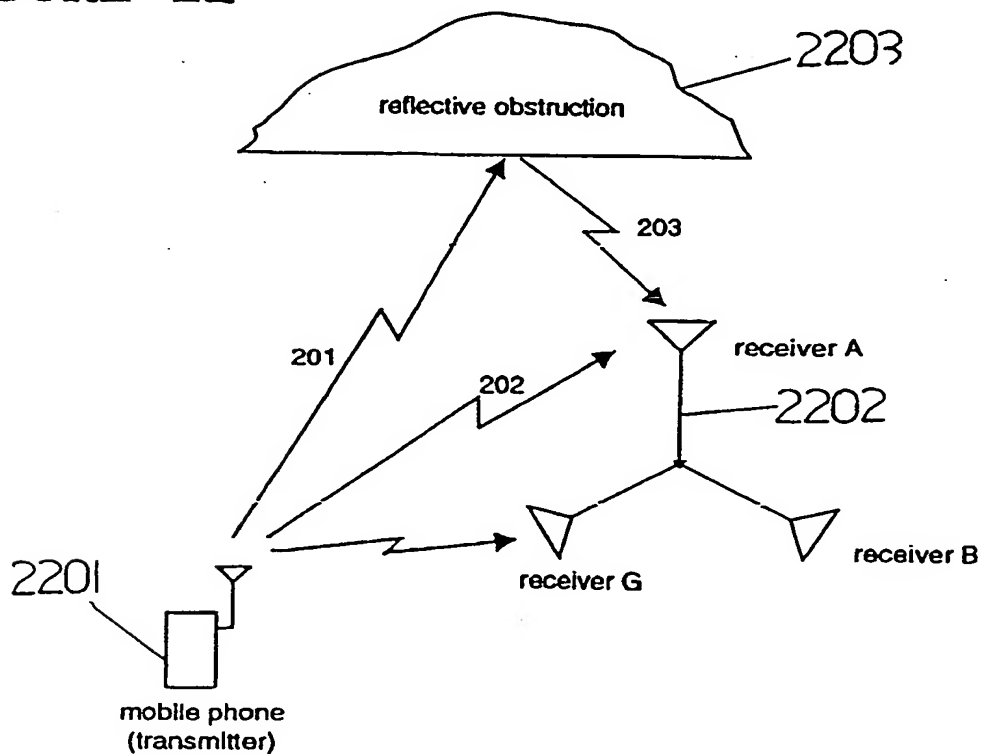 2203
reflective obstruction
203
201
receiver A
202
2202
receiver B
receiver G
2201
mobile phone
(transmitter)